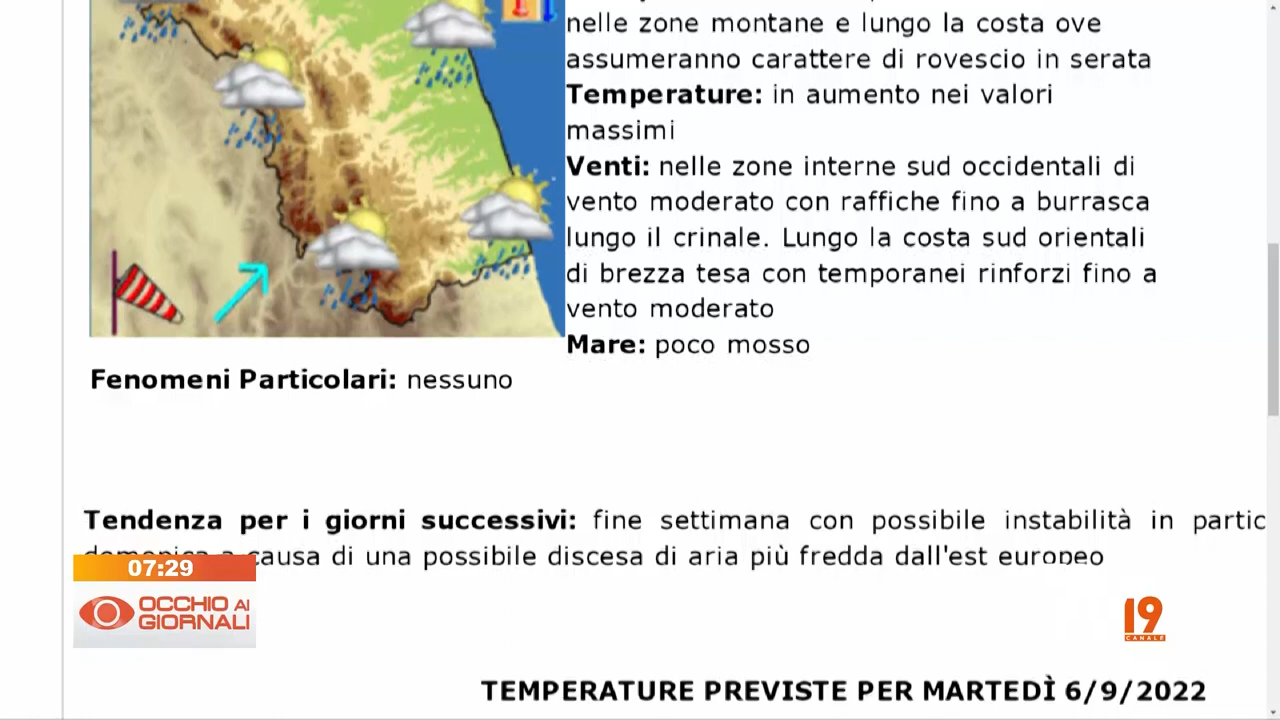 nelle zone montane e lungo la costa ove
assumeranno carattere di rovescio in serata
Temperature: in aumento nei valori
massimi
Venti: nelle zone interne sud occidentali di
vento moderato con raffiche fino a burrasca
lungo il crinale. Lungo la costa sud orientali
di brezza tesa con temporanei rinforzi fino a
vento moderato
Mare: poco mosso
Fenomeni Particolari: nessuno
Tendenza per i giorni successivi: fine settimana con possibile instabilità in partic
domenica a causa di una possibile discesa di aria più fredda dall'est europeo
07:29
OCCHIO AI
GIORNALI
19
CANALE
TEMPERATURE PREVISTE PER MARTEDÌ 6/9/2022